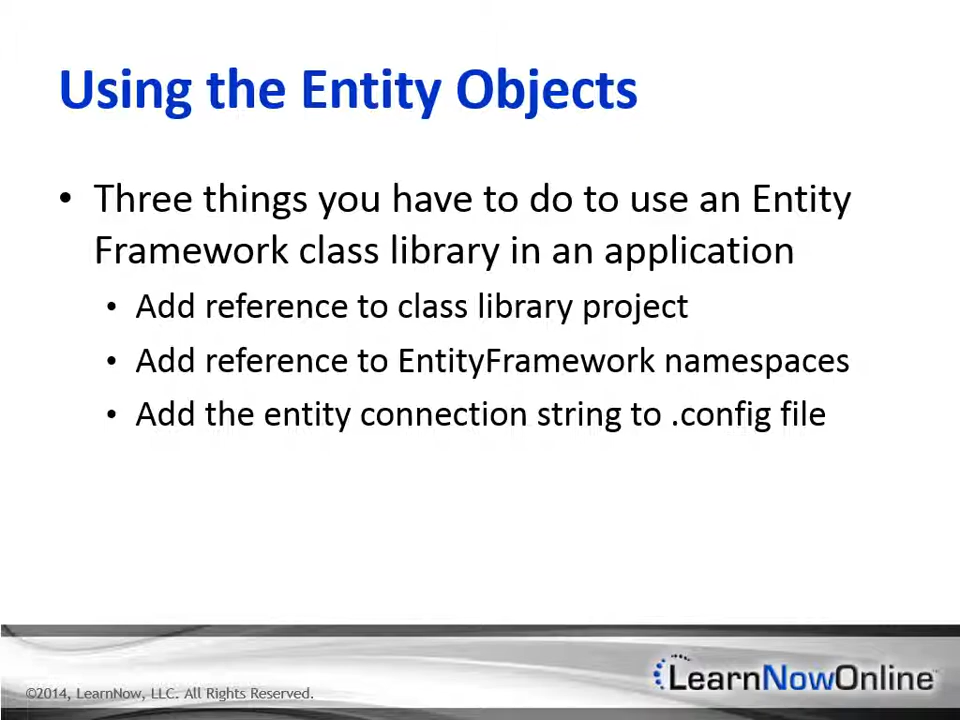 Using the Entity Objects
• Three things you have to do to use an Entity
Framework class library in an application
• Add reference to class library project
• Add reference to EntityFramework namespaces
• Add the entity connection string to .config file
©2014, LearnNow, LLC. All Rights Reserved.
LearnNowOnline